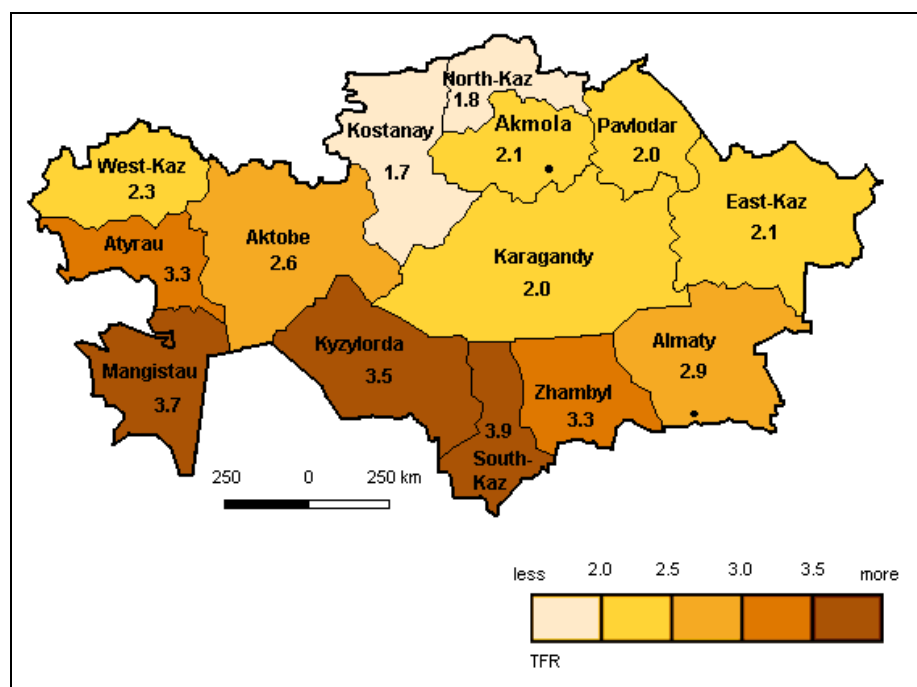 North-Kaz
1.8
Kostanay
1.7
Akmola
2.1
Pavlodar
2.0
West-Kaz
2.3
East-Kaz
2.1
Atyrau
3.3
Aktobe
2.6
Karagandy
2.0
Mangistau
3.7
Kyzylorda
3.5
3.9
South-
Kaz
Zhambyl
3.3
Almaty
2.9
250 0 250 km
less 2.0 2.5 3.0 3.5 more
TFR